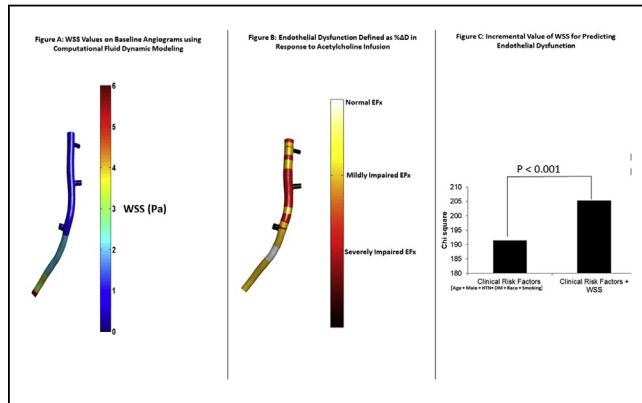 Figure A: WSS Values on Baseline Angiograms using
Computational Fluid Dynamic Modeling
6
5
4
3
2
1
0
WSS (Pa)
Figure B: Endothelial Dysfunction Defined as %ΔD in
Response to Acetylcholine Infusion
Normal EFx
Mildly Impaired EFx
Severely Impaired EFx
Figure C: Incremental Value of WSS for Predicting
Endothelial Dysfunction
P < 0.001
Chi square
210
205
200
195
190
185
180
Clinical Risk Factors
[Age + Male + HTN+ DM + Race + Smoking]
Clinical Risk Factors +
WSS